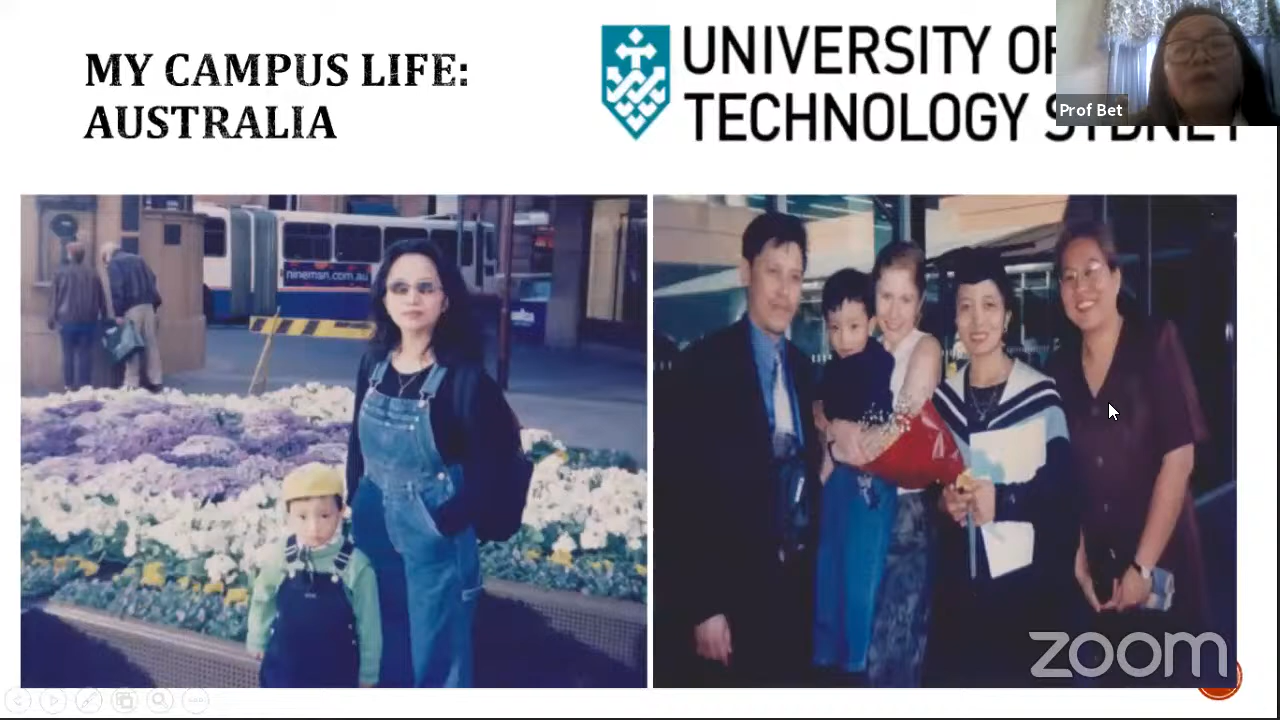 MY CAMPUS LIFE:
AUSTRALIA
UNIVERSITY OF
TECHNOLOGY SYDNEY
Prof Bet
ninemsn.com.au
zoom